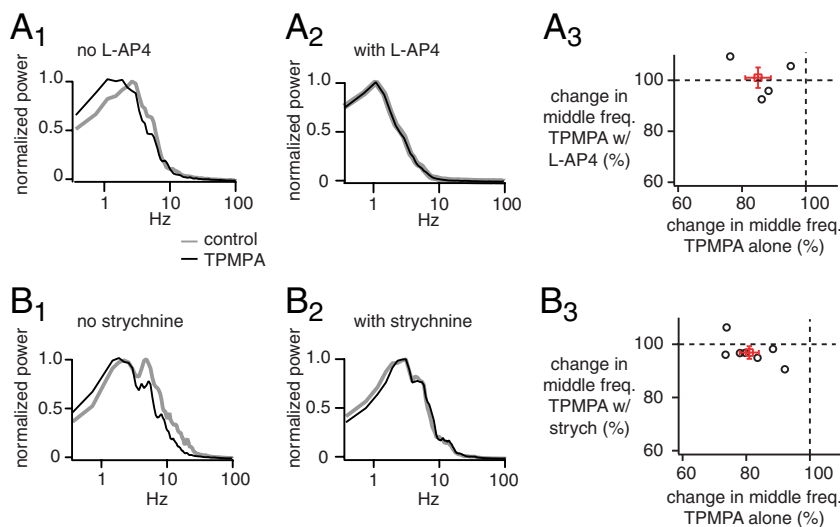 A1
no L-AP4
normalized power
1.0
0.5
0
1
10
100
Hz
control
TPMPA
A2
with L-AP4
normalized power
1.0
0.5
0
1
10
100
Hz
A3
change in
middle freq.
TPMPA w/
L-AP4 (%)
100
80
60
60
80
100
change in middle freq.
TPMPA alone (%)
B1
no strychnine
normalized power
1.0
0.5
0
1
10
100
Hz
B2
with strychnine
normalized power
1.0
0.5
0
1
10
100
Hz
B3
change in
middle freq.
TPMPA w/
strych (%)
100
80
60
60
80
100
change in middle freq.
TPMPA alone (%)